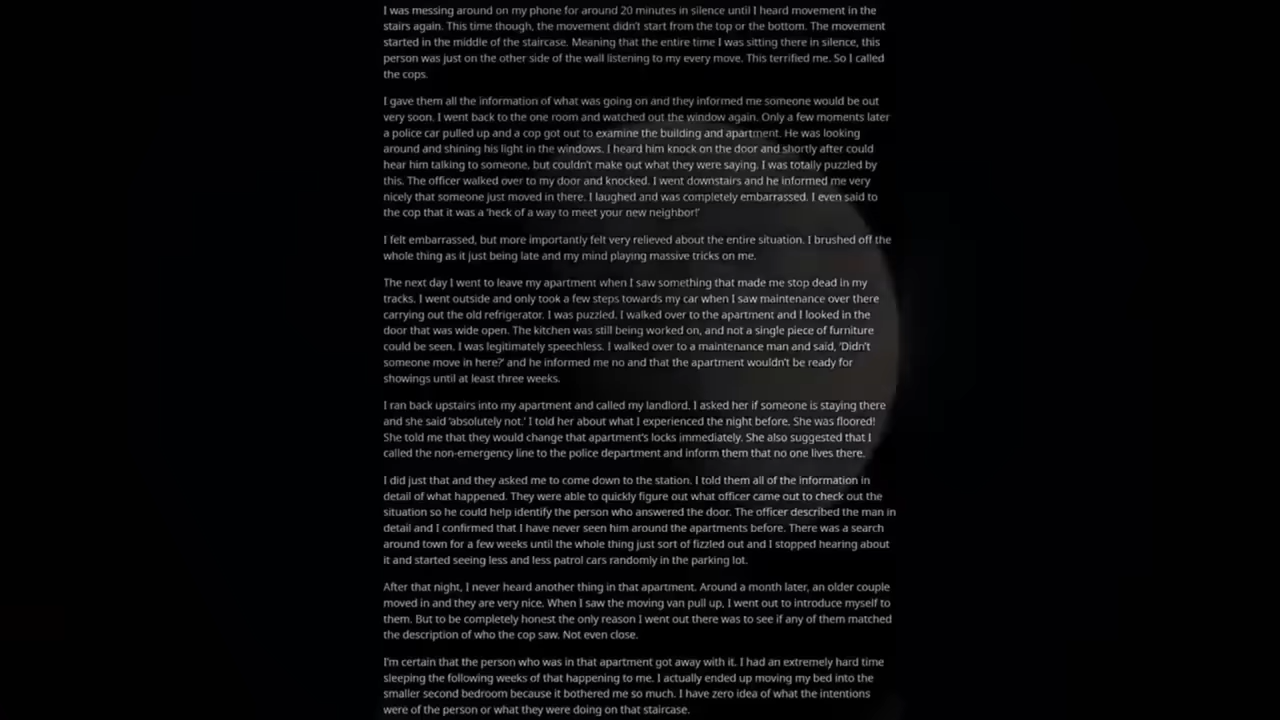 I was messing around on my phone for around 20 minutes in silence until I heard movement in the
stairs again. This time though, the movement didn't start from the top or the bottom. The movement
started in the middle of the staircase. Meaning that the entire time I was sitting there in silence, this
person was just on the other side of the wall listening to my every move. This terrified me. So I called
the cops.
I gave them all the information of what was going on and they informed me someone would be out
very soon. I went back to the one room and watched out the window again. Only a few moments later
a police car pulled up and a cop got out to examine the building and apartment. He was looking
around and shining his light in the windows. I heard him knock on the door and shortly after could
hear him talking to someone, but couldn't make out what they were saying. I was totally puzzled by
this. The officer walked over to my door and knocked. I went downstairs and he informed me very
nicely that someone just moved in there. I laughed and was completely embarrassed. I even said to
the cop that it was a 'heck of a way to meet your new neighbor!'
I felt embarrassed, but more importantly felt very relieved about the entire situation. I brushed off the
whole thing as it just being late and my mind playing massive tricks on me.
The next day I went to leave my apartment when I saw something that made me stop dead in my
tracks. I went outside and only took a few steps towards my car when I saw maintenance over there
carrying out the old refrigerator. I was puzzled. I walked over to the apartment and I looked in the
door that was wide open. The kitchen was still being worked on, and not a single piece of furniture
could be seen. I was legitimately speechless. I walked over to a maintenance man and said, 'Didn't
someone move in here?' and he informed me no and that the apartment wouldn't be ready for
showings until at least three weeks.
I ran back upstairs into my apartment and called my landlord. I asked her if someone is staying there
and she said 'absolutely not.' I told her about what I experienced the night before. She was floored!
She told me that they would change that apartment's locks immediately. She also suggested that I
called the non-emergency line to the police department and inform them that no one lives there.
I did just that and they asked me to come down to the station. I told them all of the information in
detail of what happened. They were able to quickly figure out what officer came out to check out the
situation so he could help identify the person who answered the door. The officer described the man in
detail and I confirmed that I have never seen him around the apartments before. There was a search
around town for a few weeks until the whole thing just sort of fizzled out and I stopped hearing about
it and started seeing less and less patrol cars randomly in the parking lot.
After that night, I never heard another thing in that apartment. Around a month later, an older couple
moved in and they are very nice. When I saw the moving van pull up, I went out to introduce myself to
them. But to be completely honest the only reason I went out there was to see if any of them matched
the description of who the cop saw. Not even close.
I'm certain that the person who was in that apartment got away with it. I had an extremely hard time
sleeping the following weeks of that happening to me. I actually ended up moving my bed into the
smaller second bedroom because it bothered me so much. I have zero idea of what the intentions
were of the person or what they were doing on that staircase.